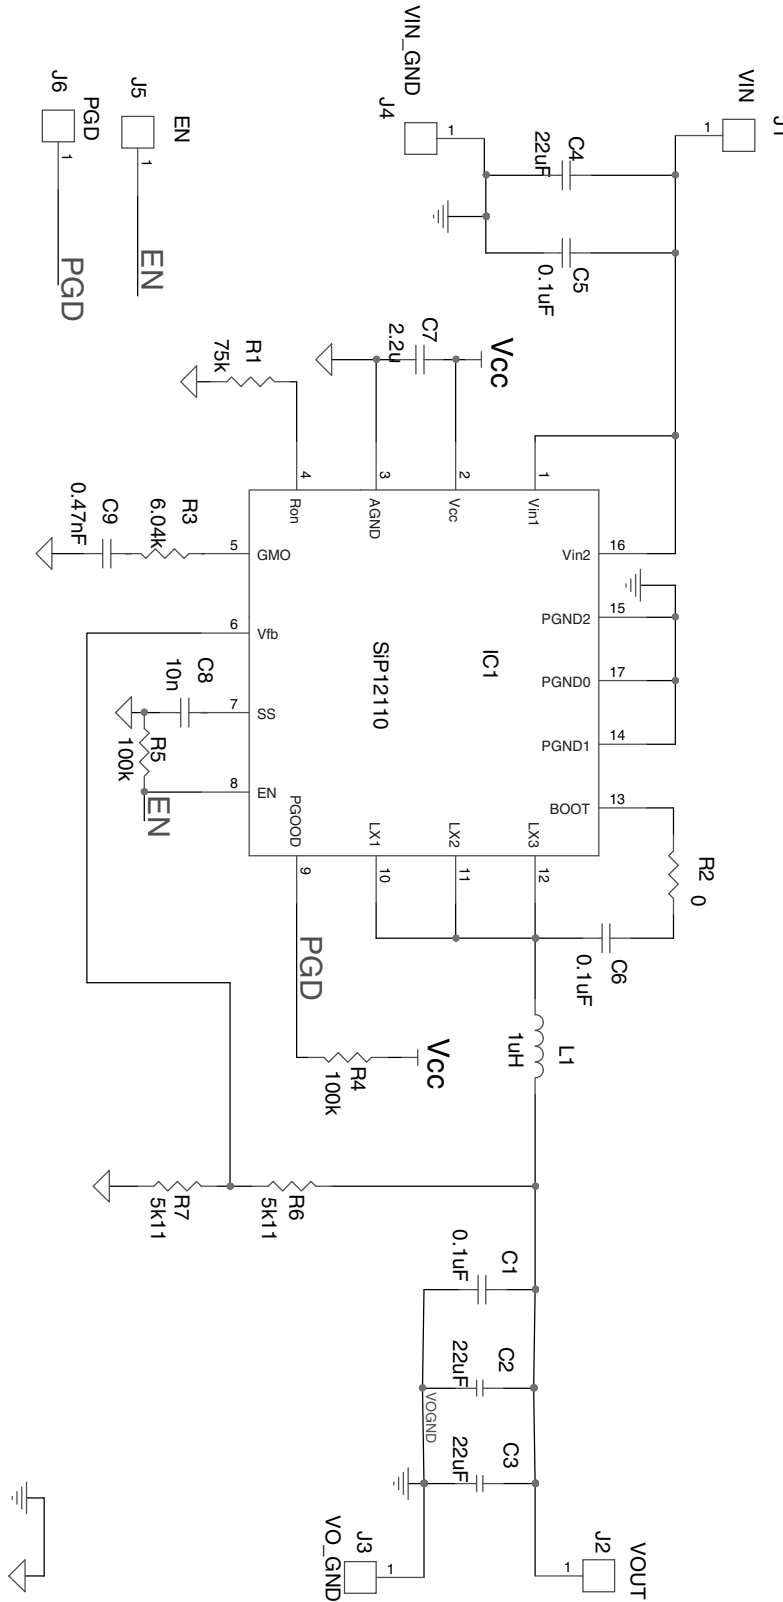 J1
VIN
1
VIN_GND
J4
1
C4
22uF
C5
0.1uF
J5
EN
1
EN
J6
PGD
1
PGD
Vcc
C7
2.2u
R1
75k
1
Vin1
2
Vcc
3
AGND
4
Ron
16
Vin2
15
PGND2
17
PGND0
14
PGND1
13
BOOT
IC1
SiP12110
5
GMO
6
Vfb
7
SS
8
EN
R3
6.04k
C9
0.47nF
C8
10n
R5
100k
EN
PGOOD
9
LX1
10
LX2
11
LX3
12
R2
0
C6
0.1uF
PGD
Vcc
R4
100k
L1
1uH
R6
5k11
R7
5k11
C1
0.1uF
C2
22uF
C3
22uF
VOGND
VOUT
J2
1
J3
VO_GND
1